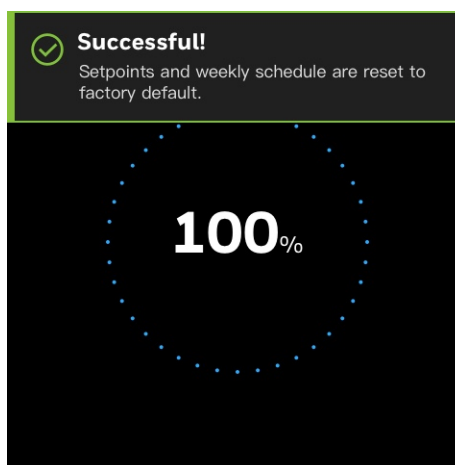 Successful!
Setpoints and weekly schedule are reset to
factory default.
100%